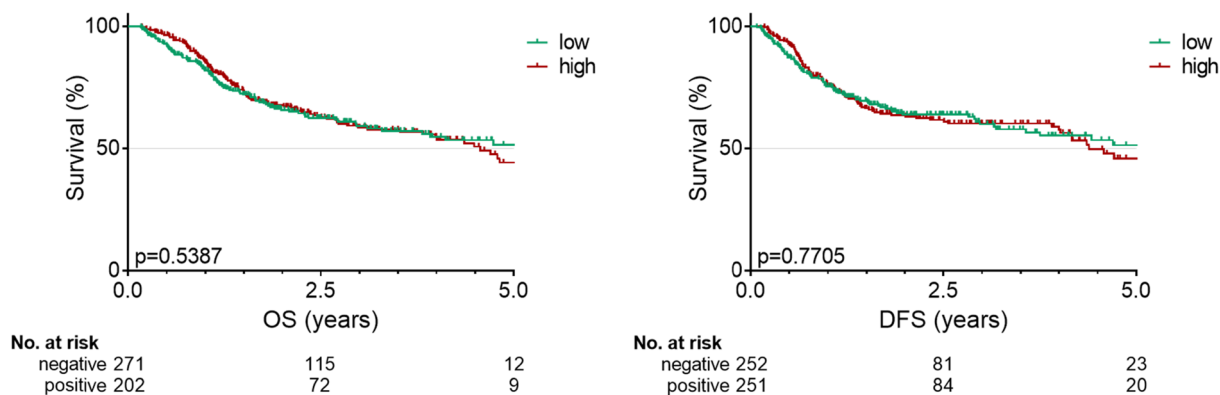 100
50
0
Survival (%)
p=0.5387
low
high
0.0 2.5 5.0
OS (years)
No. at risk
negative 271 115 12
positive 202 72 9
100
50
0
Survival (%)
p=0.7705
low
high
0.0 2.5 5.0
DFS (years)
No. at risk
negative 252 81 23
positive 251 84 20